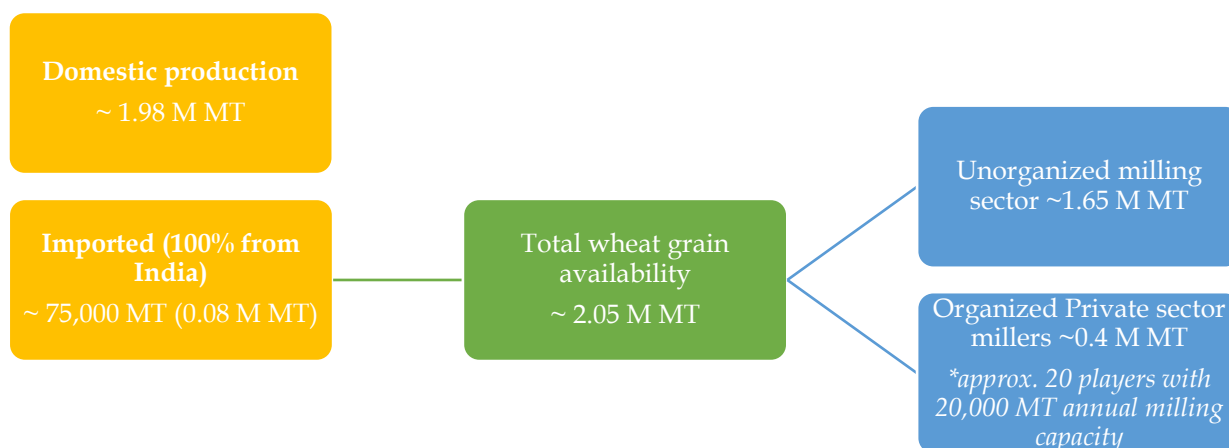 Domestic production
~ 1.98 M MT
Imported (100% from
India)
~ 75,000 MT (0.08 M MT)
Total wheat grain
availability
~ 2.05 M MT
Unorganized milling
sector ~1.65 M MT
Organized Private sector
millers ~0.4 M MT
*approx. 20 players with
20,000 MT annual milling
capacity